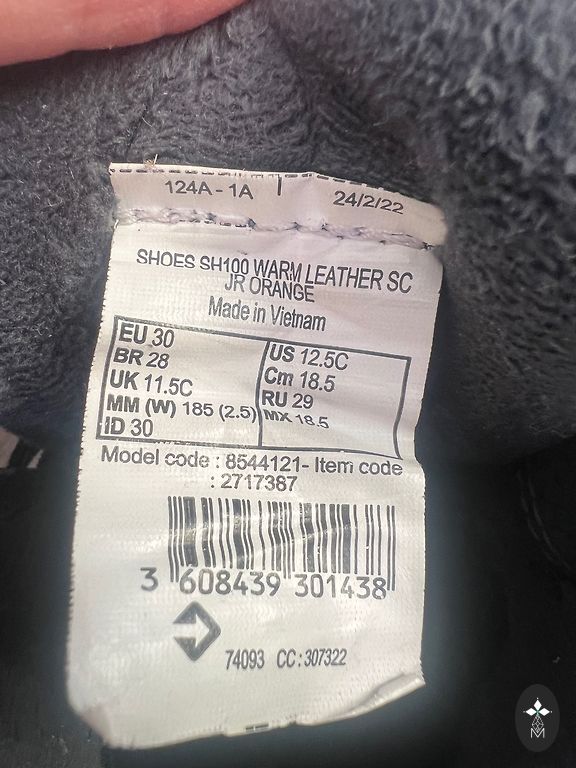 124A - 1A
24/2/22
SHOES SH100 WARM LEATHER SC
JR ORANGE
Made in Vietnam
EU 30
BR 28
UK 11.5C
MM (W) 185 (2.5)
ID 30
US 12.5C
Cm 18.5
RU 29
MX 18.5
Model code : 8544121- Item code
: 2717387
3 608439 301438
74093 CC:307322
M